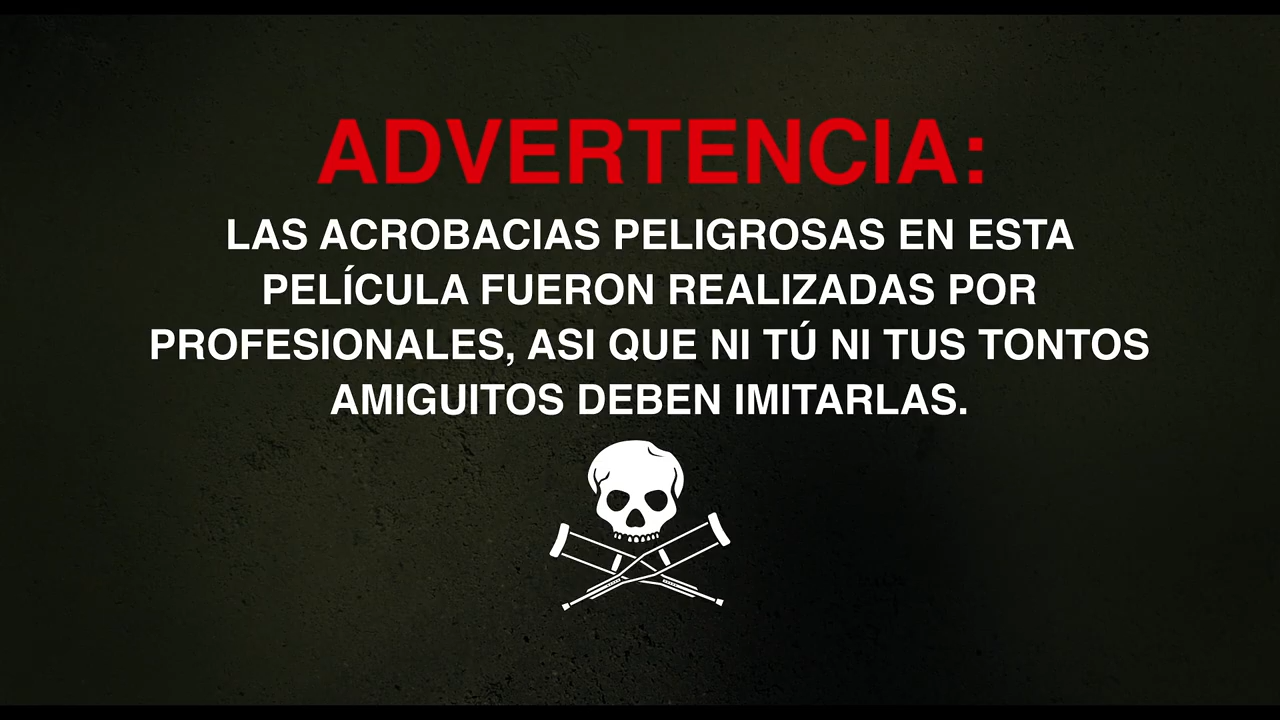 ADVERTENCIA:
LAS ACROBACIAS PELIGROSAS EN ESTA
PELÍCULA FUERON REALIZADAS POR
PROFESIONALES, ASI QUE NI TÚ NI TUS TONTOS
AMIGUITOS DEBEN IMITARLAS.